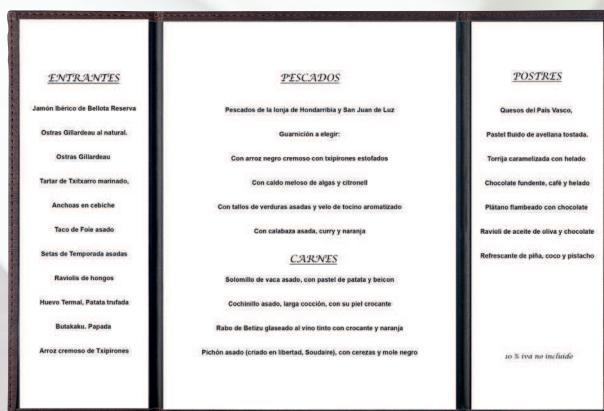 ENTRANTES
Jamón Ibérico de Bellota Reserva
Ostras Gillardeau al natural.
Ostras Gillardeau
Tartar de Txitxarro marinado,
Anchoas en cebiche
Taco de Foie asado
Setas de Temporada asadas
Raviolis de hongos
Huevo Termal, Patata trufada
Butakaku. Papada
Arroz cremoso de Txipirones
PESCADOS
Pescados de la lonja de Hondarribia y San Juan de Luz
Guarnición a elegir:
Con arroz negro cremoso con txipirones estofados
Con caldo meloso de algas y citronell
Con tallos de verduras asadas y velo de tocino aromatizado
Con calabaza asada, curry y naranja
CARNES
Solomillo de vaca asado, con pastel de patata y beicon
Cochinillo asado, larga cocción, con su piel crocante
Rabo de Betizu glaseado al vino tinto con crocante y naranja
Pichón asado (criado en libertad, Soudaire), con cerezas y mole negro
POSTRES
Quesos del País Vasco,
Pastel fluido de avellana tostada.
Torrija caramelizada con helado
Chocolate fundente, café y helado
Plátano flambeado con chocolate
Ravioli de aceite de oliva y chocolate
Refrescante de piña, coco y pistacho
10 % iva no incluido